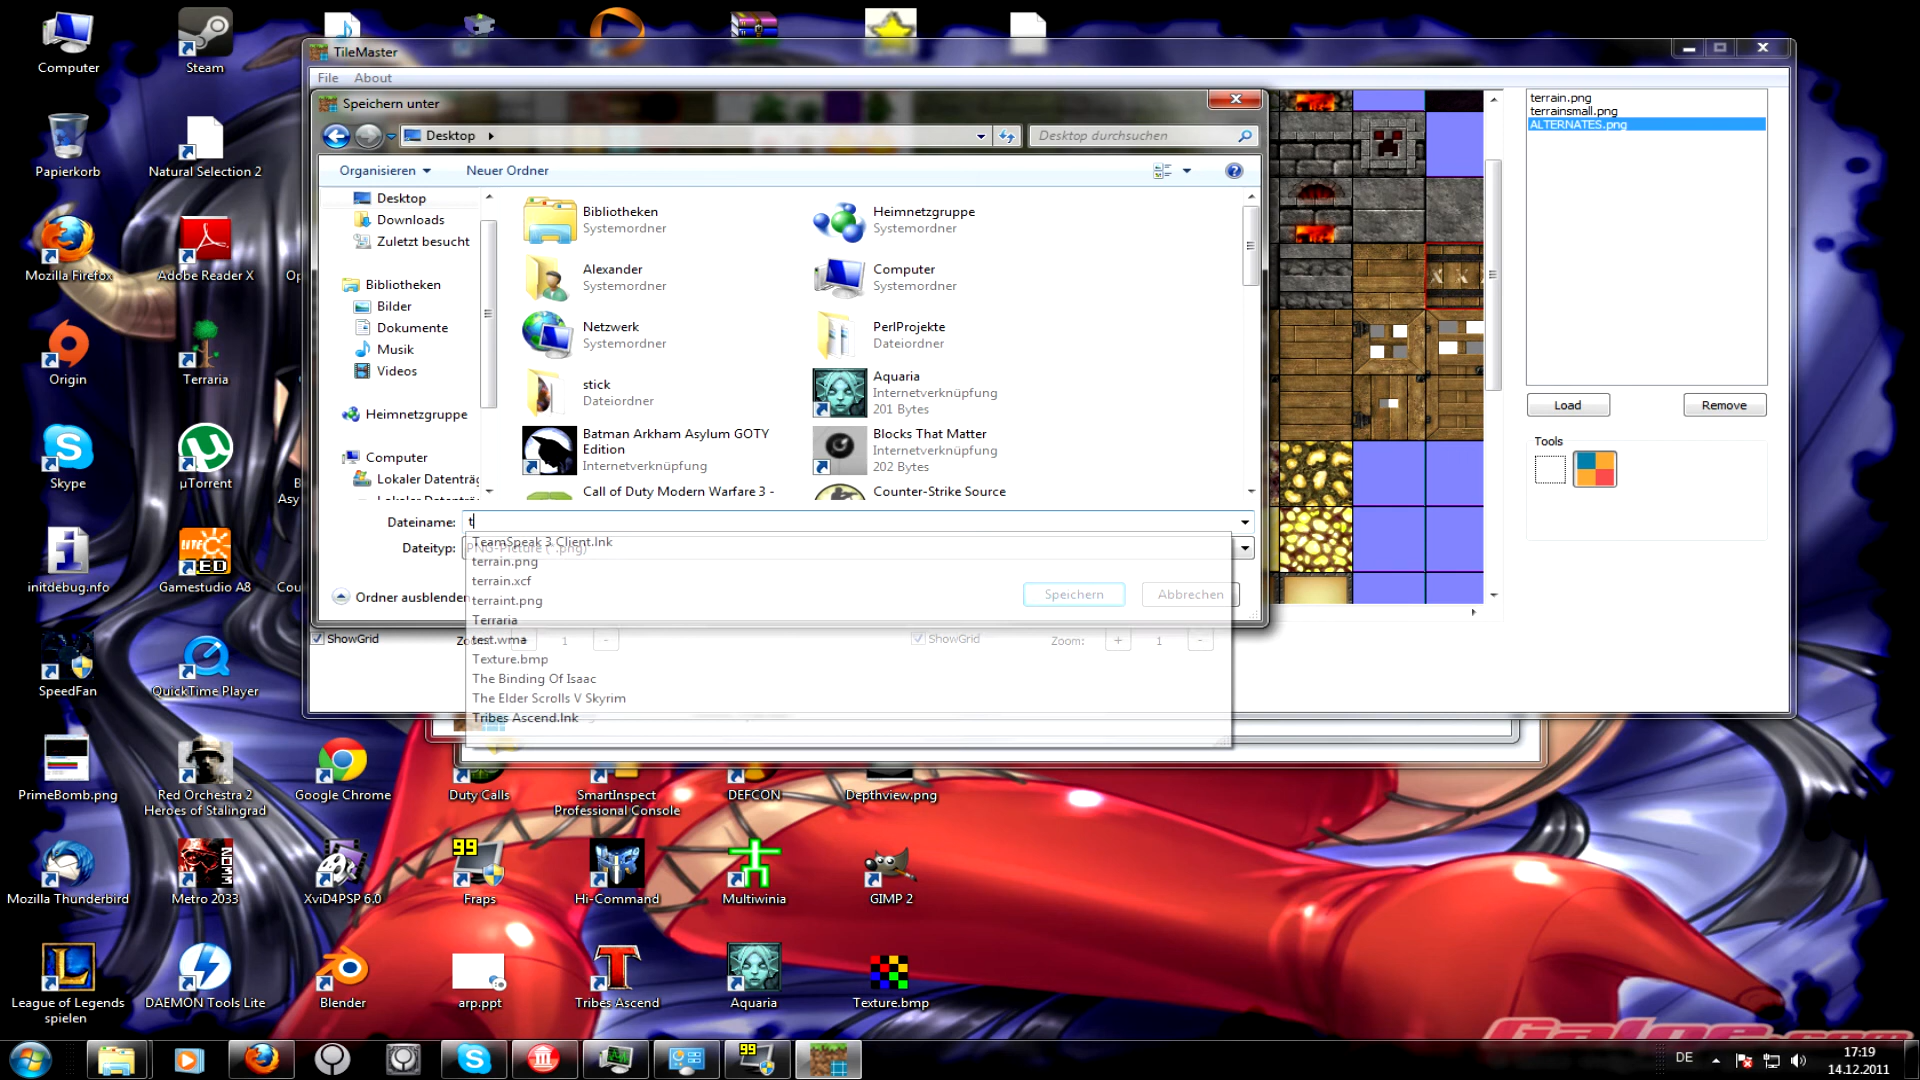 Computer
Steam
Papierkorb
Natural Selection 2
Mozilla Firefox
Adobe Reader X
Op
Origin
Terraria
Skype
µTorrent
initdebug.nfo
Gamestudio A8
SpeedFan
QuickTime Player
PrimeBomb.png
Red Orchestra 2
Heroes of Stalingrad
Google Chrome
Duty Calls
SmartInspect
Professional Console
DEFCON
Depthview.png
Mozilla Thunderbird
Metro 2033
XviD4PSP 6.0
Fraps
Hi-Command
Multiwinia
GIMP 2
League of Legends
spielen
DAEMON Tools Lite
Blender
arp.ppt
Tribes Ascend
Aquaria
Texture.bmp
TileMaster
File
About
Speichern unter
Desktop
Desktop durchsuchen
Organisieren
Neuer Ordner
Desktop
Downloads
Zuletzt besucht
Bibliotheken
Bilder
Dokumente
Musik
Videos
Heimnetzgruppe
Computer
Lokaler Datenträg
Lokaler Datenträ
Bibliotheken
Systemordner
Heimnetzgruppe
Systemordner
Alexander
Systemordner
Computer
Systemordner
Netzwerk
Systemordner
PerlProjekte
Dateiordner
stick
Dateiordner
Aquaria
Internetverknüpfung
201 Bytes
Batman Arkham Asylum GOTY
Edition
Internetverknüpfung
Blocks That Matter
Internetverknüpfung
202 Bytes
Call of Duty Modern Warfare 3 -
Counter-Strike Source
Dateiname:
t
Dateityp:
PNG-Picture (*.png)
TeamSpeak 3 Client.lnk
terrain.png
terrain.xcf
terraint.png
Terraria
test.wma
Texture.bmp
The Binding Of Isaac
The Elder Scrolls V Skyrim
Tribes Ascend.lnk
Ordner ausblenden
Speichern
Abbrechen
ShowGrid
+
1
-
ShowGrid
Zoom:
+
1
-
terrain.png
terrainsmall.png
ALTERNATES.png
Load
Remove
Tools
DE
17:19
14.12.2011